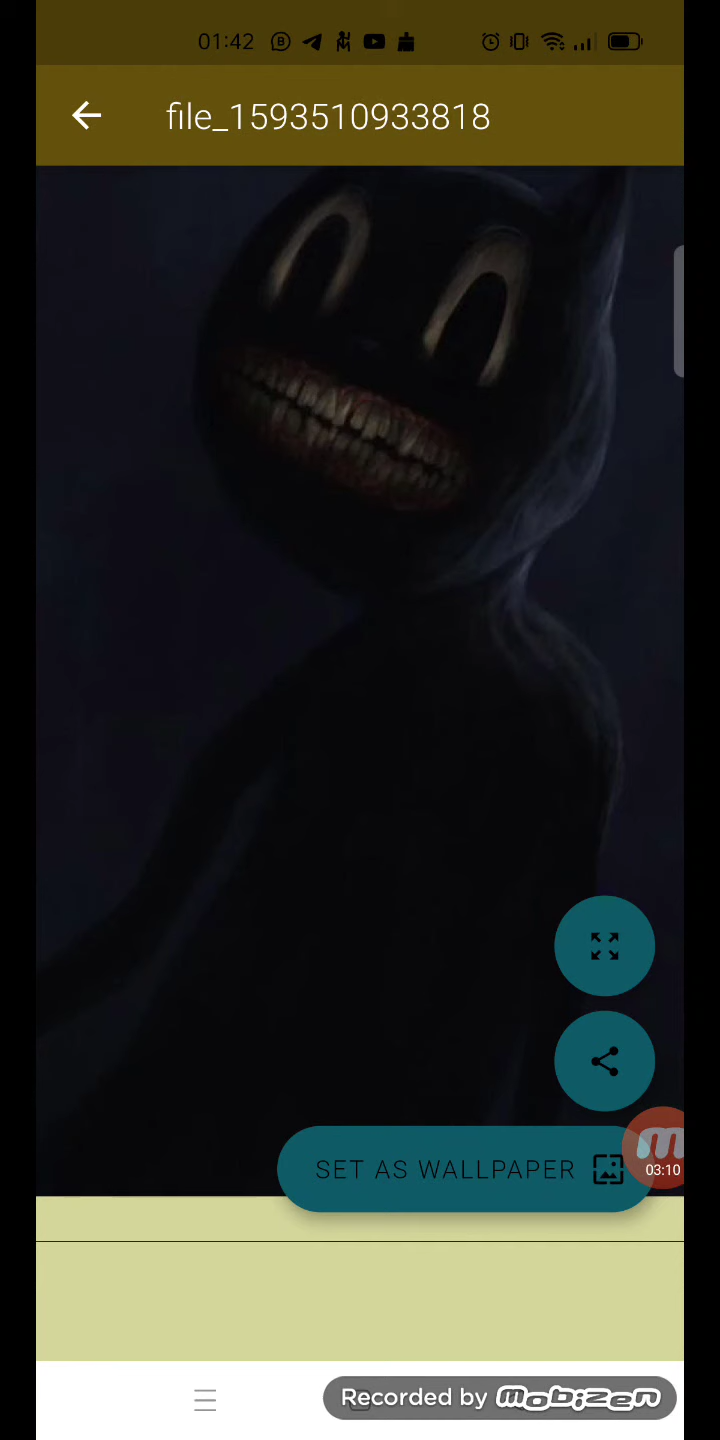 01:42
file_1593510933818
SET AS WALLPAPER
03:10
Recorded by mobizen